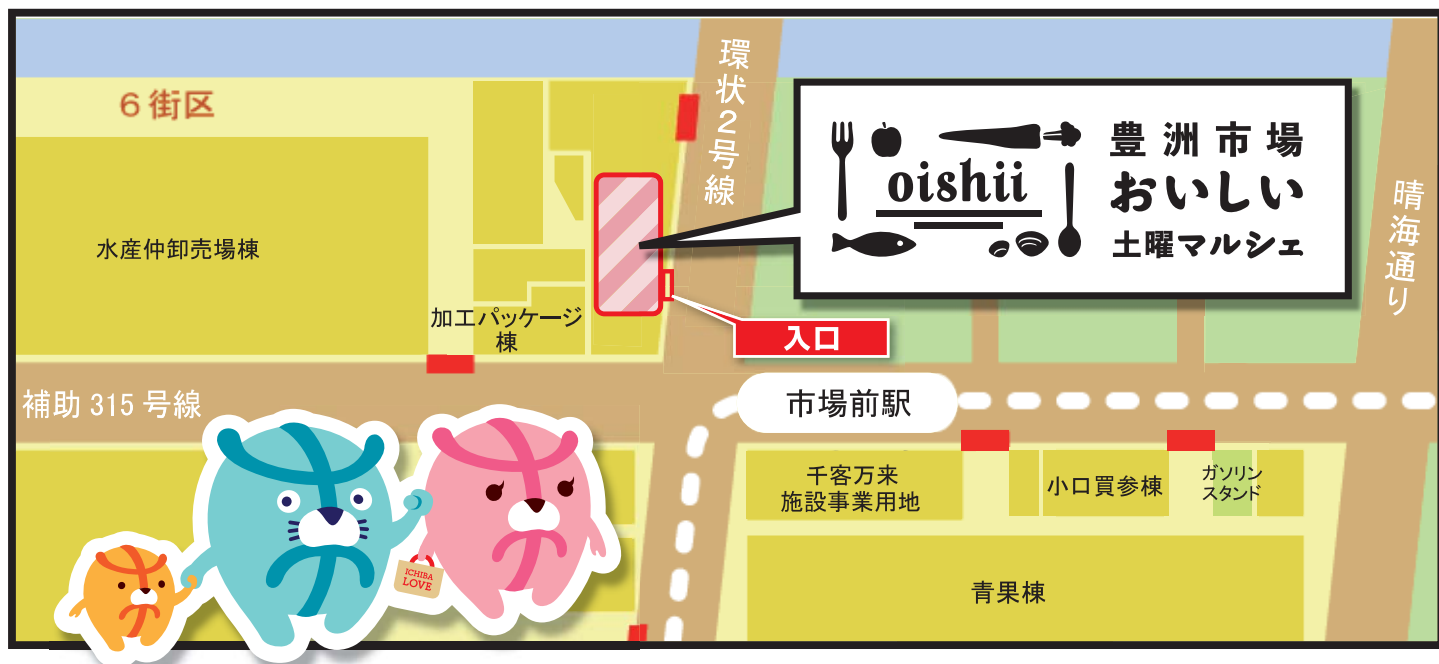 6街区
環状2号線
oishii
豊洲市場
おいしい
土曜マルシェ
晴海通り
水産仲卸売場棟
加工パッケージ
棟
入口
補助315号線
市場前駅
千客万来
施設事業用地
小口買参棟
ガソリン
スタンド
ICHIBA
LOVE
青果棟